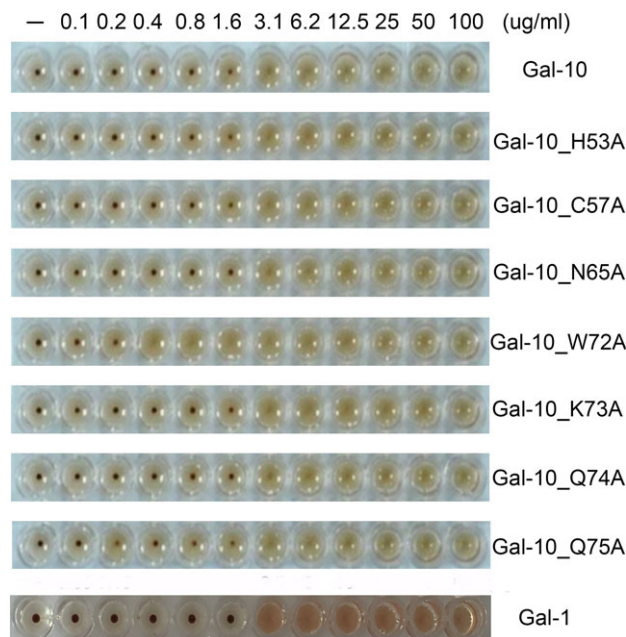 – 0.1 0.2 0.4 0.8 1.6 3.1 6.2 12.5 25 50 100 (ug/ml)
Gal-10
Gal-10_H53A
Gal-10_C57A
Gal-10_N65A
Gal-10_W72A
Gal-10_K73A
Gal-10_Q74A
Gal-10_Q75A
Gal-1